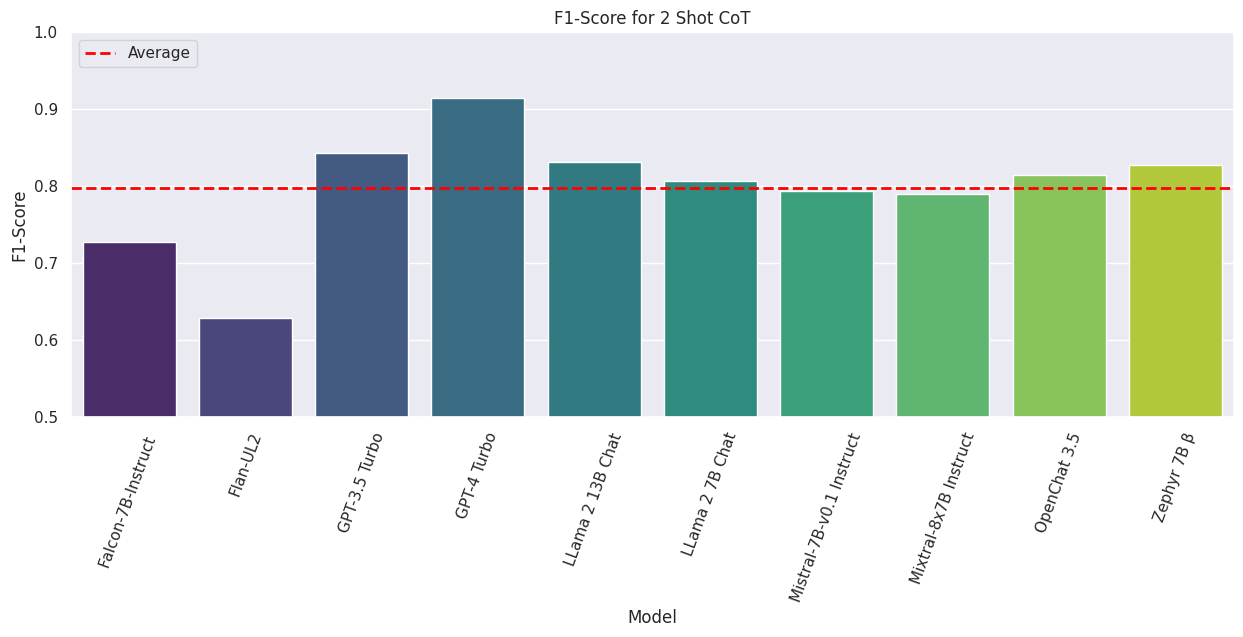 F1-Score for 2 Shot CoT
Average
1.0
0.9
0.8
0.7
0.6
0.5
F1-Score
Falcon-7B-Instruct
Flan-UL2
GPT-3.5 Turbo
GPT-4 Turbo
LLama 2 13B Chat
LLama 2 7B Chat
Mistral-7B-v0.1 Instruct
Mixtral-8x7B Instruct
OpenChat 3.5
Zephyr 7B β
Model